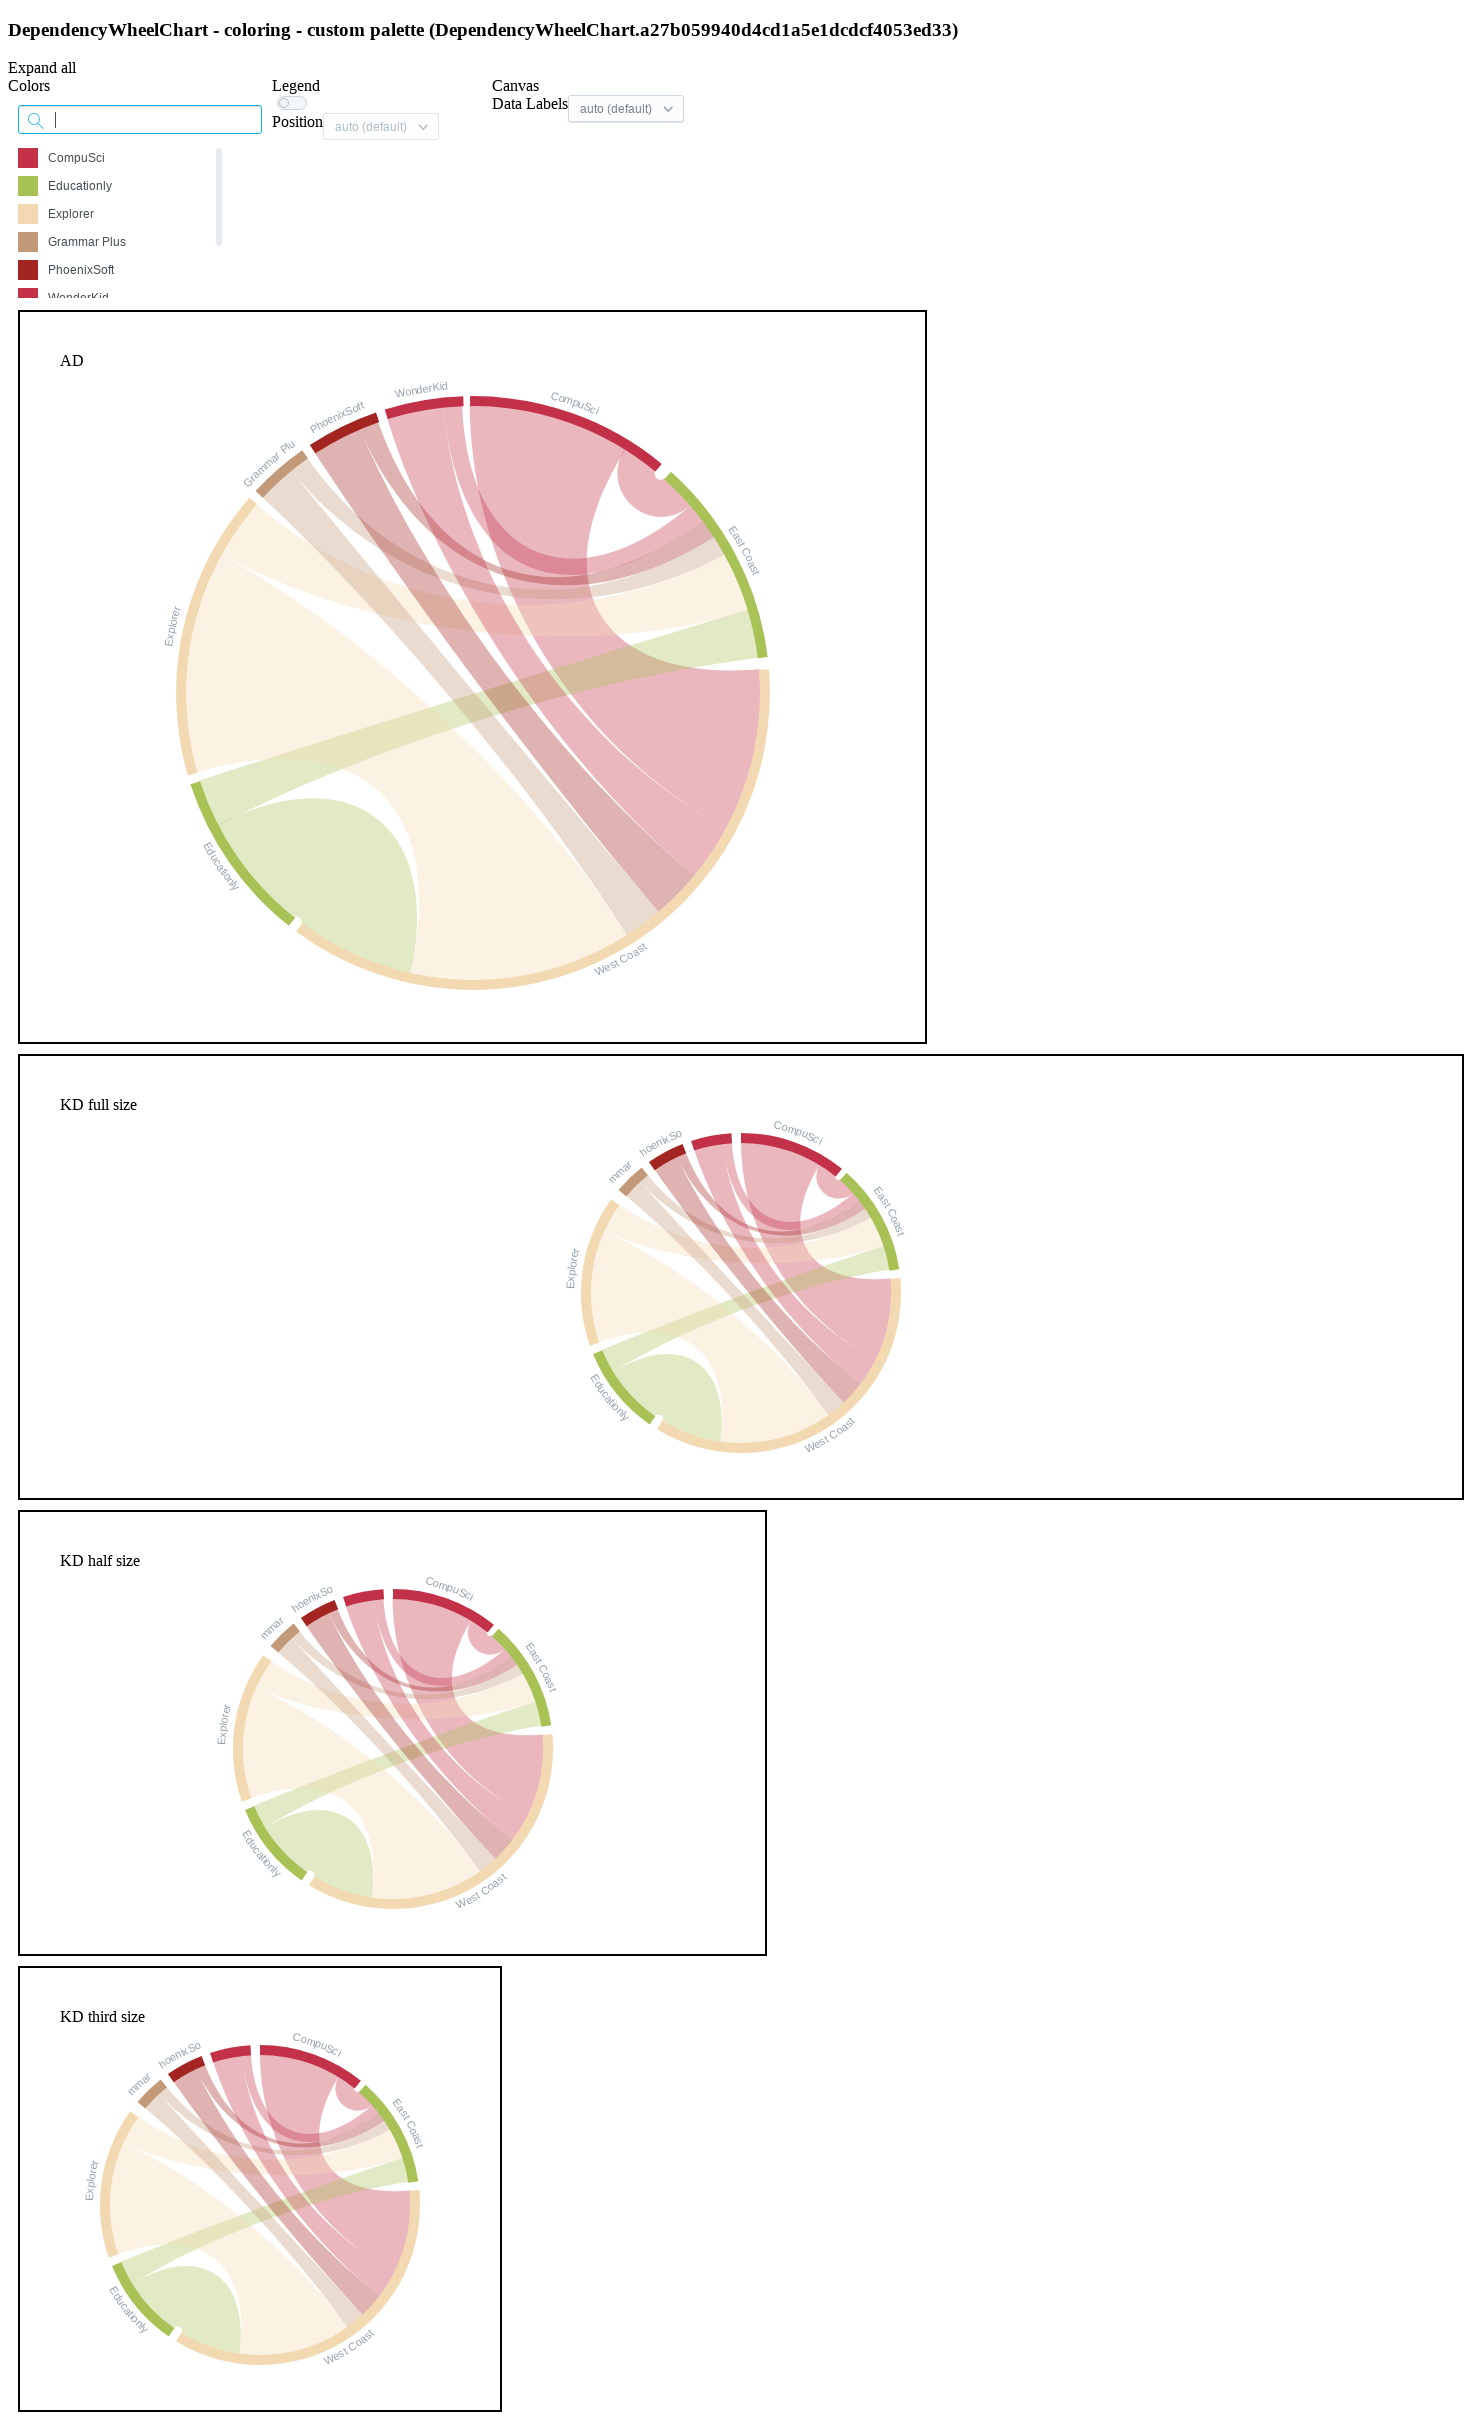 DependencyWheelChart - coloring - custom palette (DependencyWheelChart.a27b059940d4cd1a5e1dcdcf4053ed33)
Expand all
Colors
Legend
Canvas
Data Labels
auto (default)
Position
auto (default)
CompuSci
Educationly
Explorer
Grammar Plus
PhoenixSoft
WonderKid
AD
WonderKid
CompuSci
PhoenixSoft
Grammar Plu
East Coast
Explorer
Educationly
West Coast
KD full size
CompuSci
hoenixSo
mmar
East Coast
Explorer
Educationly
West Coast
KD half size
CompuSci
hoenixSo
mmar
East Coast
Explorer
Educationly
West Coast
KD third size
CompuSci
hoenixSo
mmar
East Coast
Explorer
Educationly
West Coast